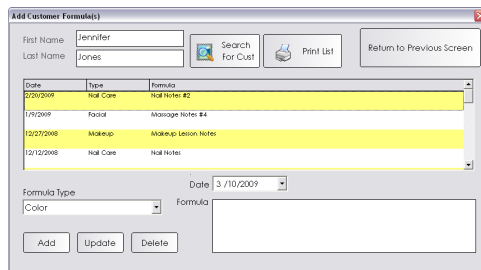 Add Customer Formula(s)
First Name Jennifer
Last Name Jones
Search For Cust
Print List
Return to Previous Screen
Date Type Formula
2/20/2009 Nail Care Nail Notes #2
1/9/2009 Facial Massage Notes #4
12/27/2008 Makeup Makeup Lesson Notes
12/12/2008 Nail Care Nail Notes
Date 3 /10/2009
Formula Type
Color
Formula
Add Update Delete